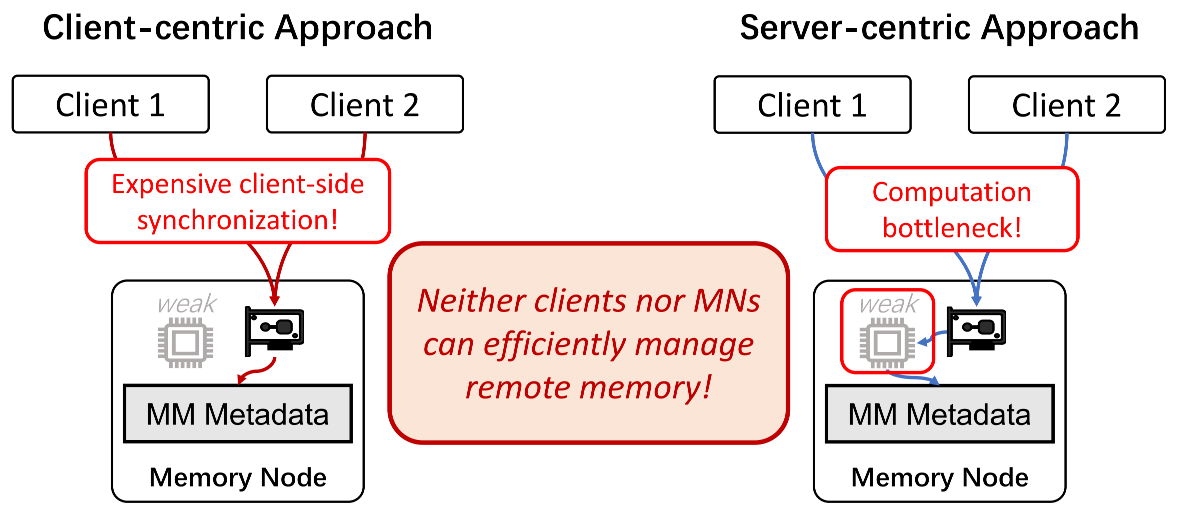 Client-centric Approach
Client 1
Client 2
Expensive client-side
synchronization!
weak
MM Metadata
Memory Node
Neither clients nor MNs
can efficiently manage
remote memory!
Server-centric Approach
Client 1
Client 2
Computation
bottleneck!
weak
MM Metadata
Memory Node